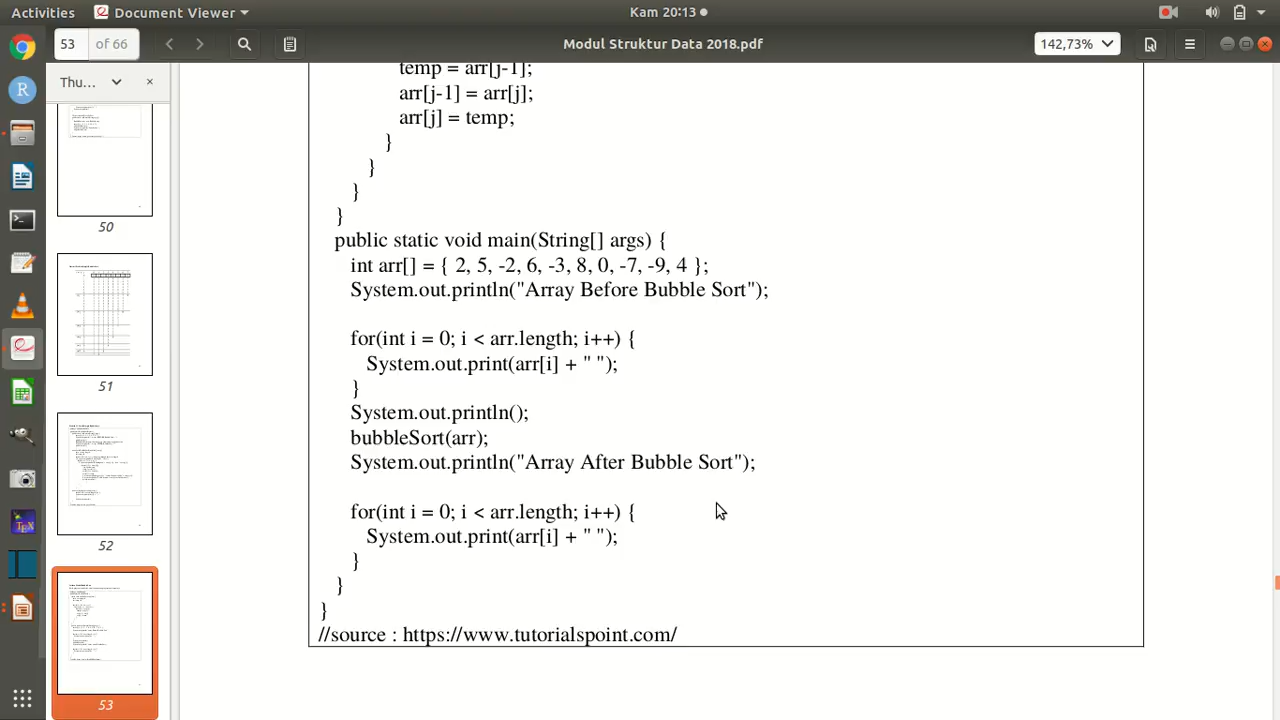 Activities
Document Viewer
Kam 20:13
53
of 66
Modul Struktur Data 2018.pdf
142,73%
Thu...
50
51
52
53
temp = arr[j-1];
arr[j-1] = arr[j];
arr[j] = temp;
}
}
}
}
public static void main(String[] args) {
int arr[] = { 2, 5, -2, 6, -3, 8, 0, -7, -9, 4 };
System.out.println("Array Before Bubble Sort");
for(int i = 0; i < arr.length; i++) {
System.out.print(arr[i] + " ");
}
System.out.println();
bubbleSort(arr);
System.out.println("Array After Bubble Sort");
for(int i = 0; i < arr.length; i++) {
System.out.print(arr[i] + " ");
}
}
}
//source : https://www.tutorialspoint.com/